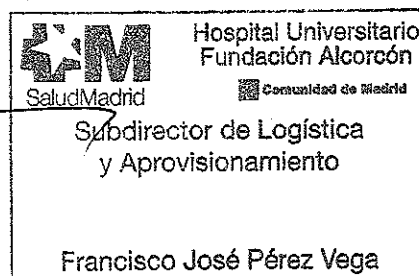 Hospital Universitario
Fundación Alcorcón
SaludMadrid
Comunidad de Madrid
Subdirector de Logística
y Aprovisionamiento
Francisco José Pérez Vega